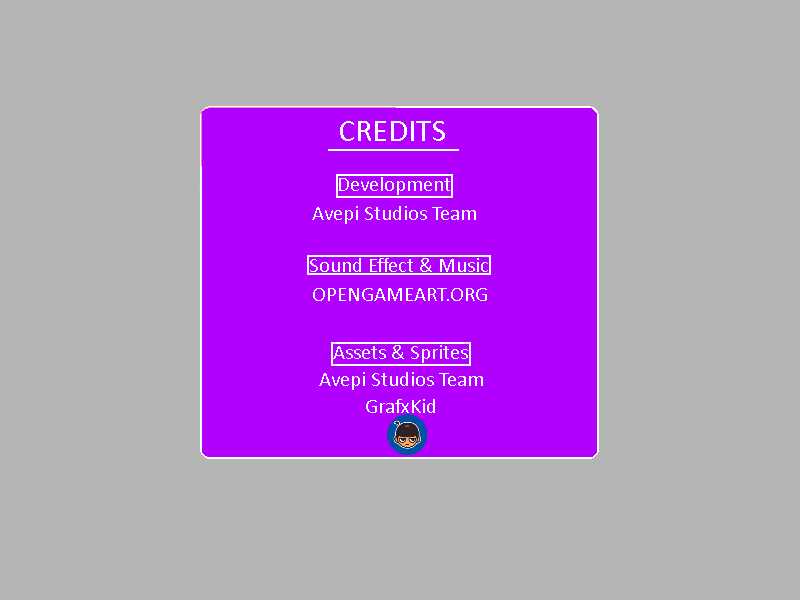 CREDITS
Development
Avepi Studios Team
Sound Effect & Music
OPENGAMEART.ORG
Assets & Sprites
Avepi Studios Team
GrafxKid